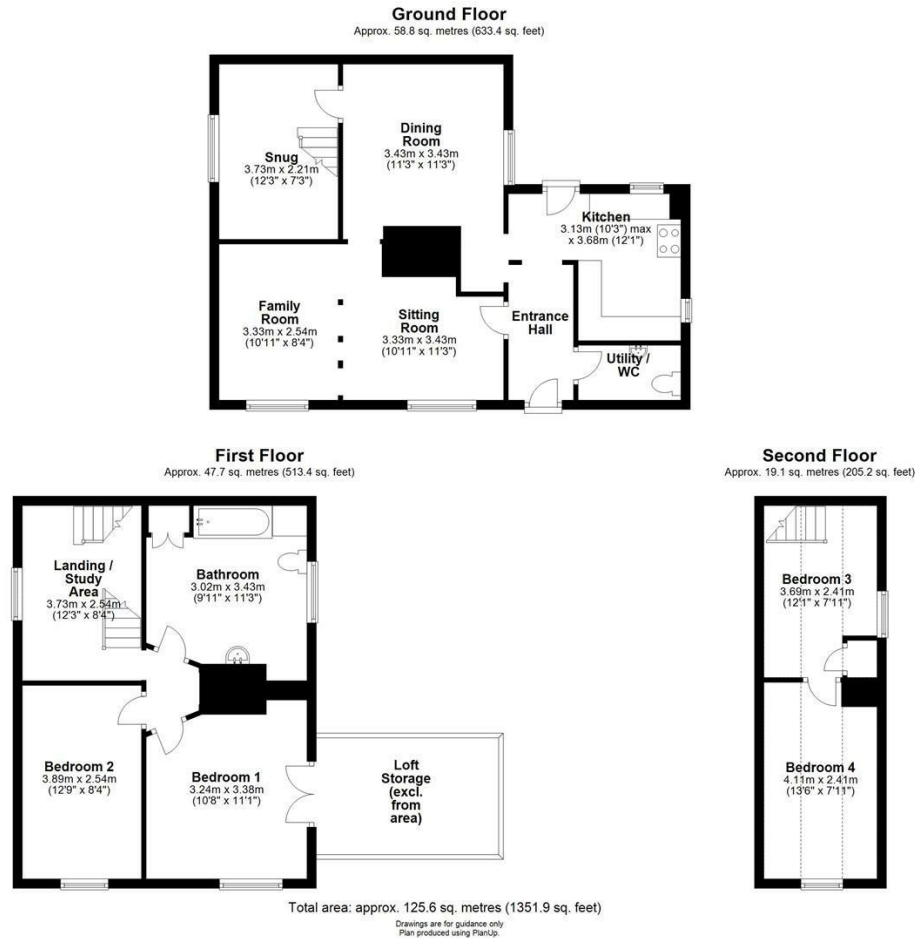 Ground Floor
Approx. 58.8 sq. metres (633.4 sq. feet)
Dining
Room
3.43m x 3.43m
(11'3" x 11'3")
Snug
3.73m x 2.21m
(12'3" x 7'3")
Kitchen
3.13m (10'3") max
x 3.68m (12'1")
Family
Room
3.33m x 2.54m
(10'11" x 8'4")
Sitting
Room
3.33m x 3.43m
(10'11" x 11'3")
Entrance
Hall
Utility /
WC
First Floor
Approx. 47.7 sq. metres (513.4 sq. feet)
Landing /
Study
Area
3.73m x 2.54m
(12'3" x 8'4")
Bathroom
3.02m x 3.43m
(9'11" x 11'3")
Bedroom 2
3.89m x 2.54m
(12'9" x 8'4")
Bedroom 1
3.24m x 3.38m
(10'8" x 11'1")
Loft
Storage
(excl.
from
area)
Second Floor
Approx. 19.1 sq. metres (205.2 sq. feet)
Bedroom 3
3.69m x 2.41m
(12'1" x 7'11")
Bedroom 4
4.11m x 2.41m
(13'6" x 7'11")
Total area: approx. 125.6 sq. metres (1351.9 sq. feet)
Drawings are for guidance only
Plan produced using PlanUp.